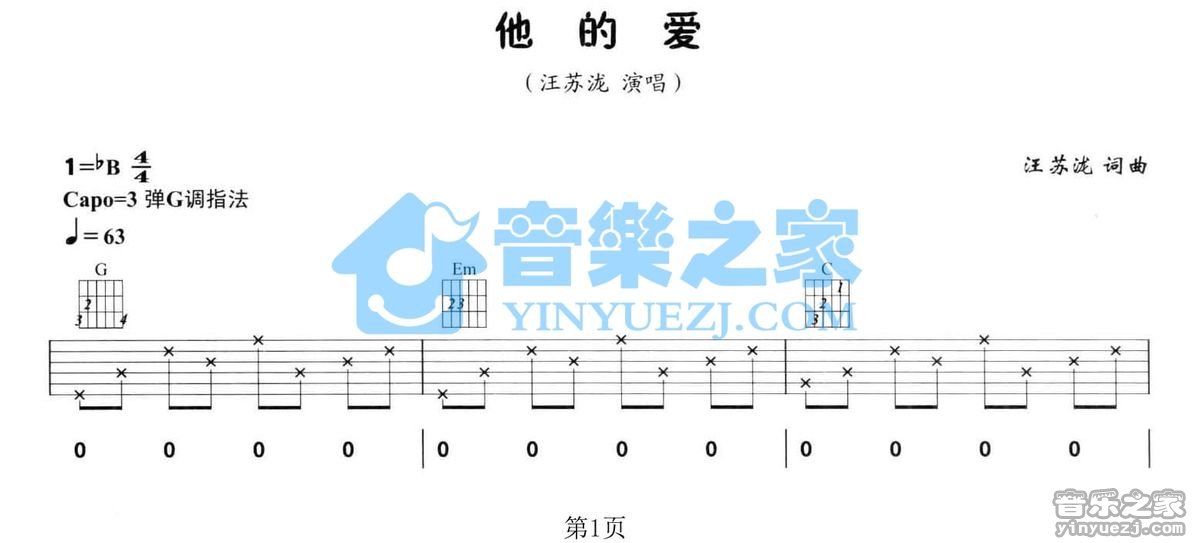 他的爱
（汪苏泷 演唱）
1=♭B 4/4
汪苏泷 词曲
Capo=3 弹G调指法
♩=63
音樂之家
YINYUEZJ.COM
G Em C
2 3 4 2 3 1 2 3
0 0 0 0 | 0 0 0 0 | 0 0 0 0 |
第1页
音乐之家
yinyuezj.com